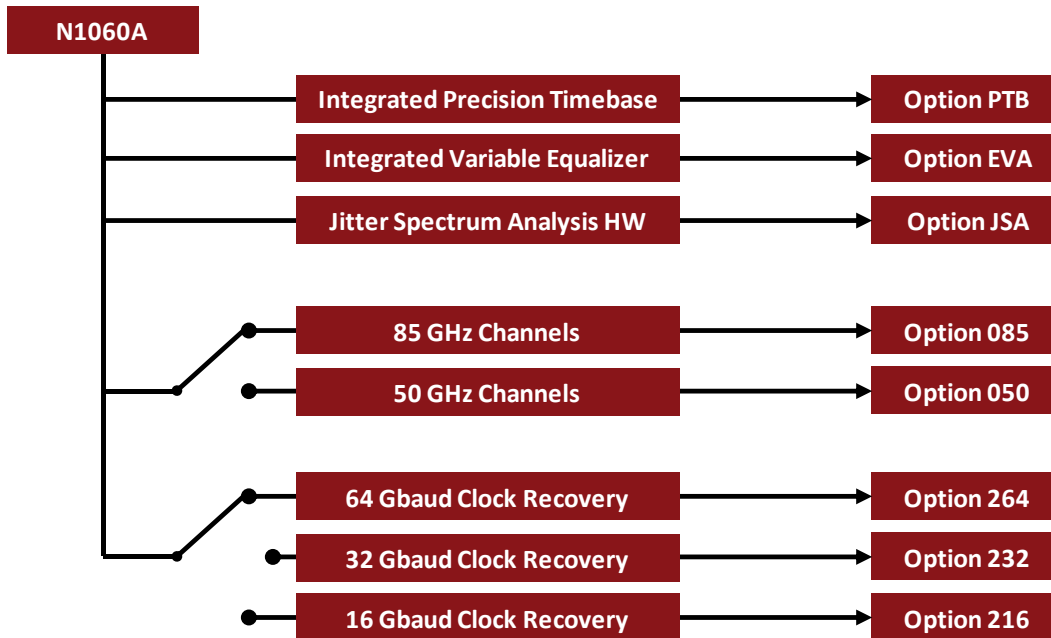 N1060A
Integrated Precision Timebase
Option PTB
Integrated Variable Equalizer
Option EVA
Jitter Spectrum Analysis HW
Option JSA
85 GHz Channels
Option 085
50 GHz Channels
Option 050
64 Gbaud Clock Recovery
Option 264
32 Gbaud Clock Recovery
Option 232
16 Gbaud Clock Recovery
Option 216